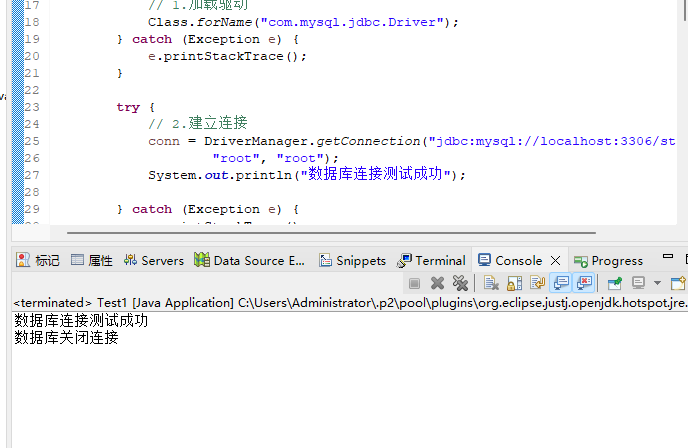 17 // 1.加载驱动
18 Class.forName("com.mysql.jdbc.Driver");
19 } catch (Exception e) {
20 e.printStackTrace();
21 }
22
23 try {
24 // 2.建立连接
25 conn = DriverManager.getConnection("jdbc:mysql://localhost:3306/st
26 "root", "root");
27 System.out.println("数据库连接测试成功");
28
29 } catch (Exception e) {
标记 属性 Servers Data Source E... Snippets Terminal Console Progress
<terminated> Test1 [Java Application] C:\Users\Administrator\.p2\pool\plugins\org.eclipse.justj.openjdk.hotspot.jre.
数据库连接测试成功
数据库关闭连接